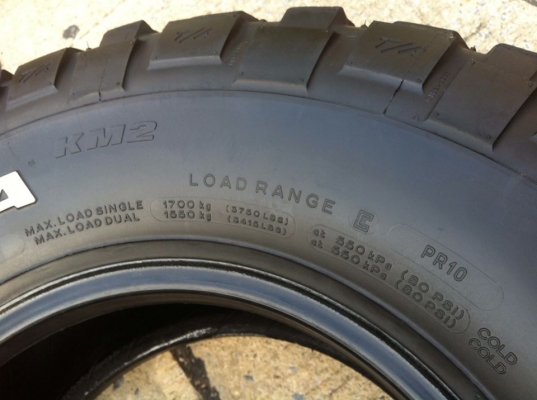 T/A T/A T/A
KM2
A
LOAD RANGE E
PR10
MAX. LOAD SINGLE 1700 kg (3750 LBS) at 550 kPa (80 PSI) COLD
MAX. LOAD DUAL 1550 kg (3415 LBS) at 550 kPa (80 PSI) COLD